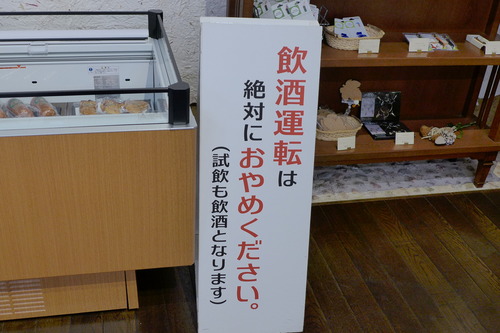 飲酒運転は
絶対におやめください。
(試飲も飲酒となります)